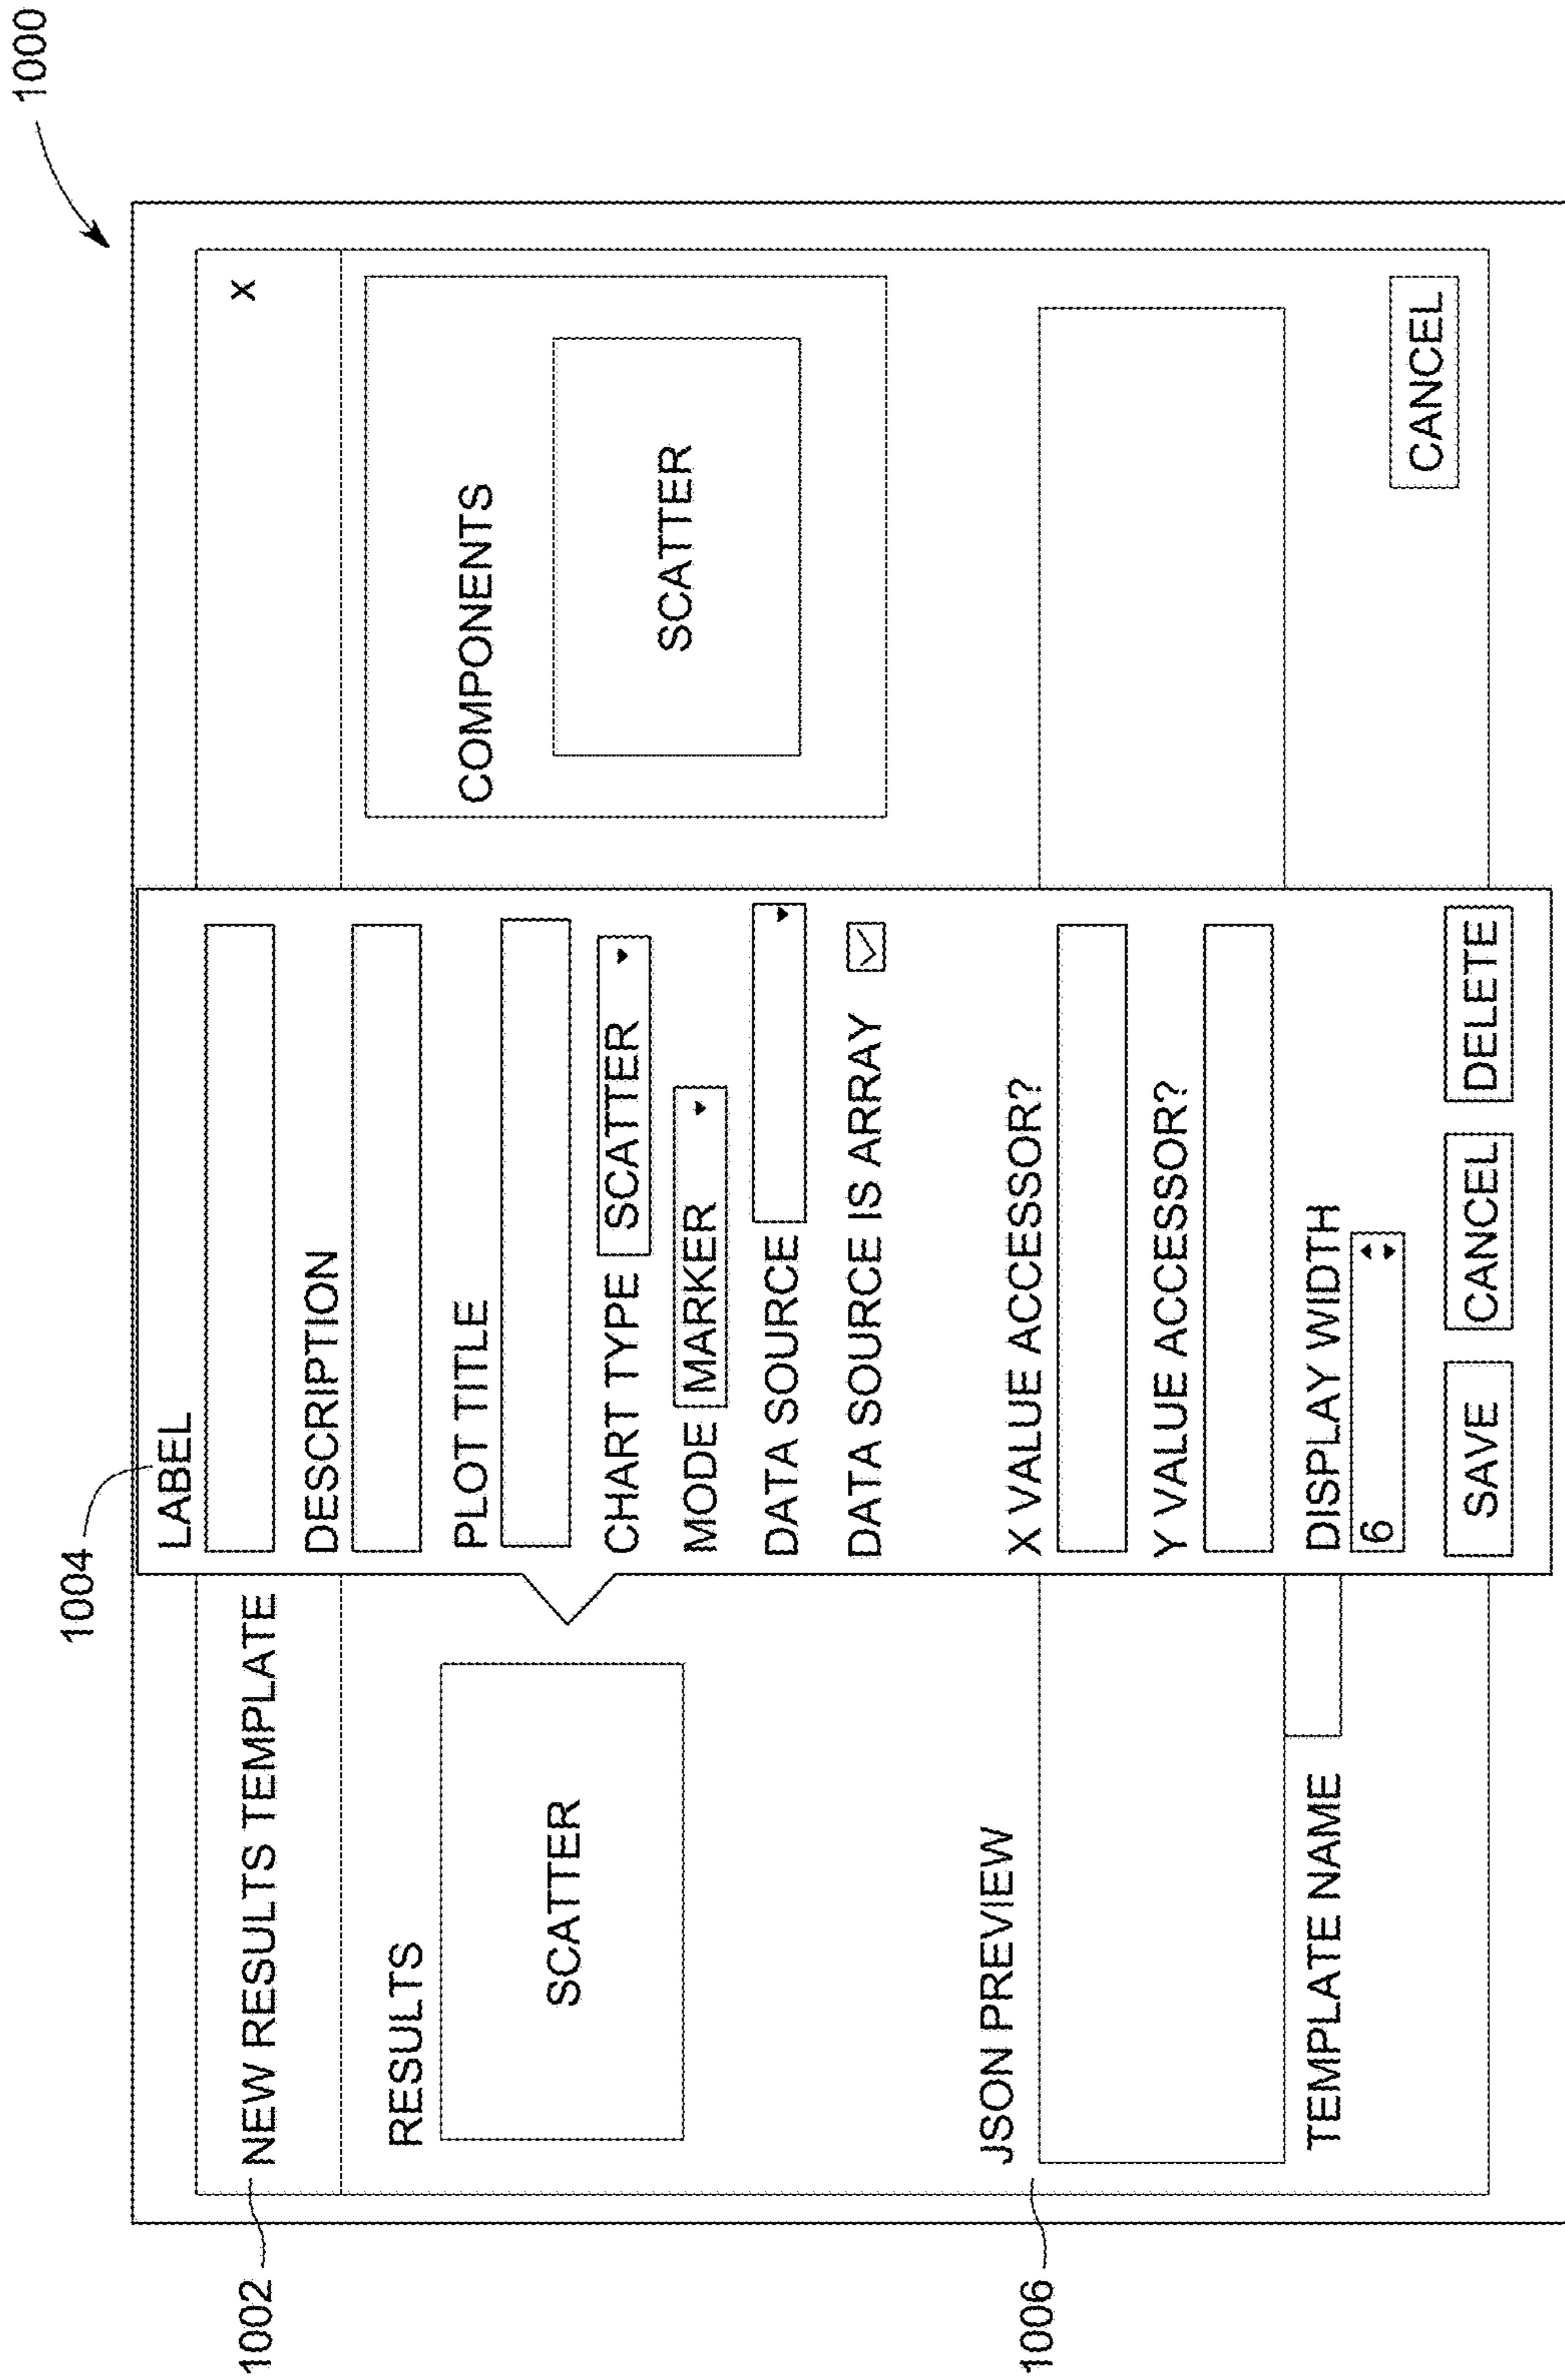 1000
1004
1002
NEW RESULTS TEMPLATE
X
RESULTS
SCATTER
LABEL
DESCRIPTION
PLOT TITLE
CHART TYPE SCATTER
MODE MARKER
DATA SOURCE
DATA SOURCE IS ARRAY
X VALUE ACCESSOR?
Y VALUE ACCESSOR?
DISPLAY WIDTH
6
SAVE CANCEL DELETE
COMPONENTS
SCATTER
1006
JSON PREVIEW
TEMPLATE NAME
CANCEL